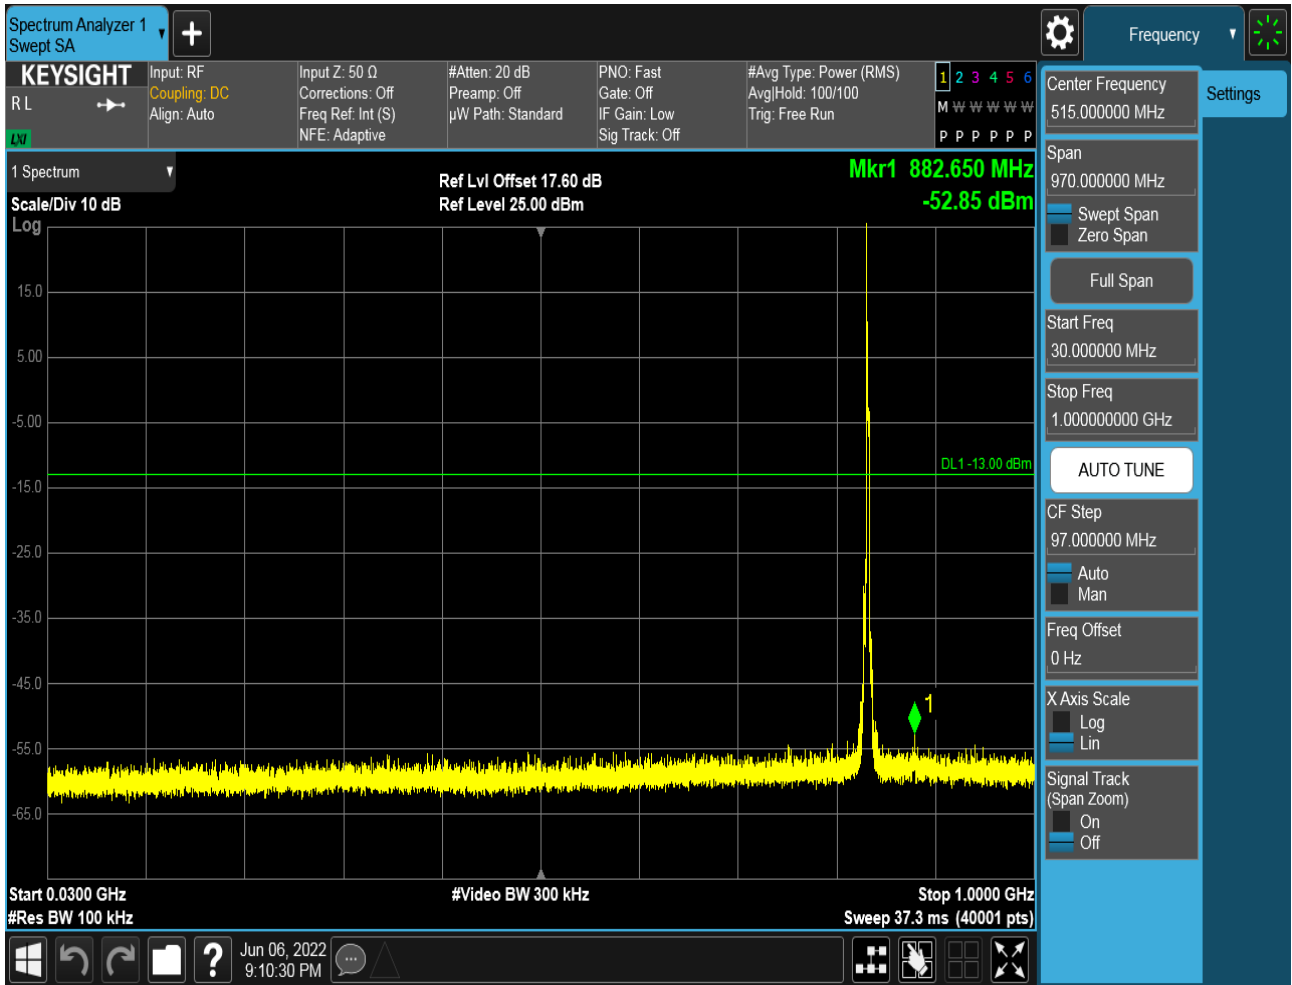 Spectrum Analyzer 1
Swept SA
Frequency
KEYSIGHT
R L
LXI
Input: RF
Coupling: DC
Align: Auto
Input Z: 50 Ω
Corrections: Off
Freq Ref: Int (S)
NFE: Adaptive
#Atten: 20 dB
Preamp: Off
µW Path: Standard
PNO: Fast
Gate: Off
IF Gain: Low
Sig Track: Off
#Avg Type: Power (RMS)
Avg|Hold: 100/100
Trig: Free Run
1 2 3 4 5 6
M W W W W W
P P P P P P
1 Spectrum
Scale/Div 10 dB
Log
Ref Lvl Offset 17.60 dB
Ref Level 25.00 dBm
Mkr1 882.650 MHz
-52.85 dBm
15.0
5.00
-5.00
-15.0
-25.0
-35.0
-45.0
-55.0
-65.0
DL1 -13.00 dBm
1
Start 0.0300 GHz
#Res BW 100 kHz
#Video BW 300 kHz
Stop 1.0000 GHz
Sweep 37.3 ms (40001 pts)
Center Frequency
515.000000 MHz
Span
970.000000 MHz
Swept Span
Zero Span
Full Span
Start Freq
30.000000 MHz
Stop Freq
1.000000000 GHz
AUTO TUNE
CF Step
97.000000 MHz
Auto
Man
Freq Offset
0 Hz
X Axis Scale
Log
Lin
Signal Track
(Span Zoom)
On
Off
Settings
?
Jun 06, 2022
9:10:30 PM